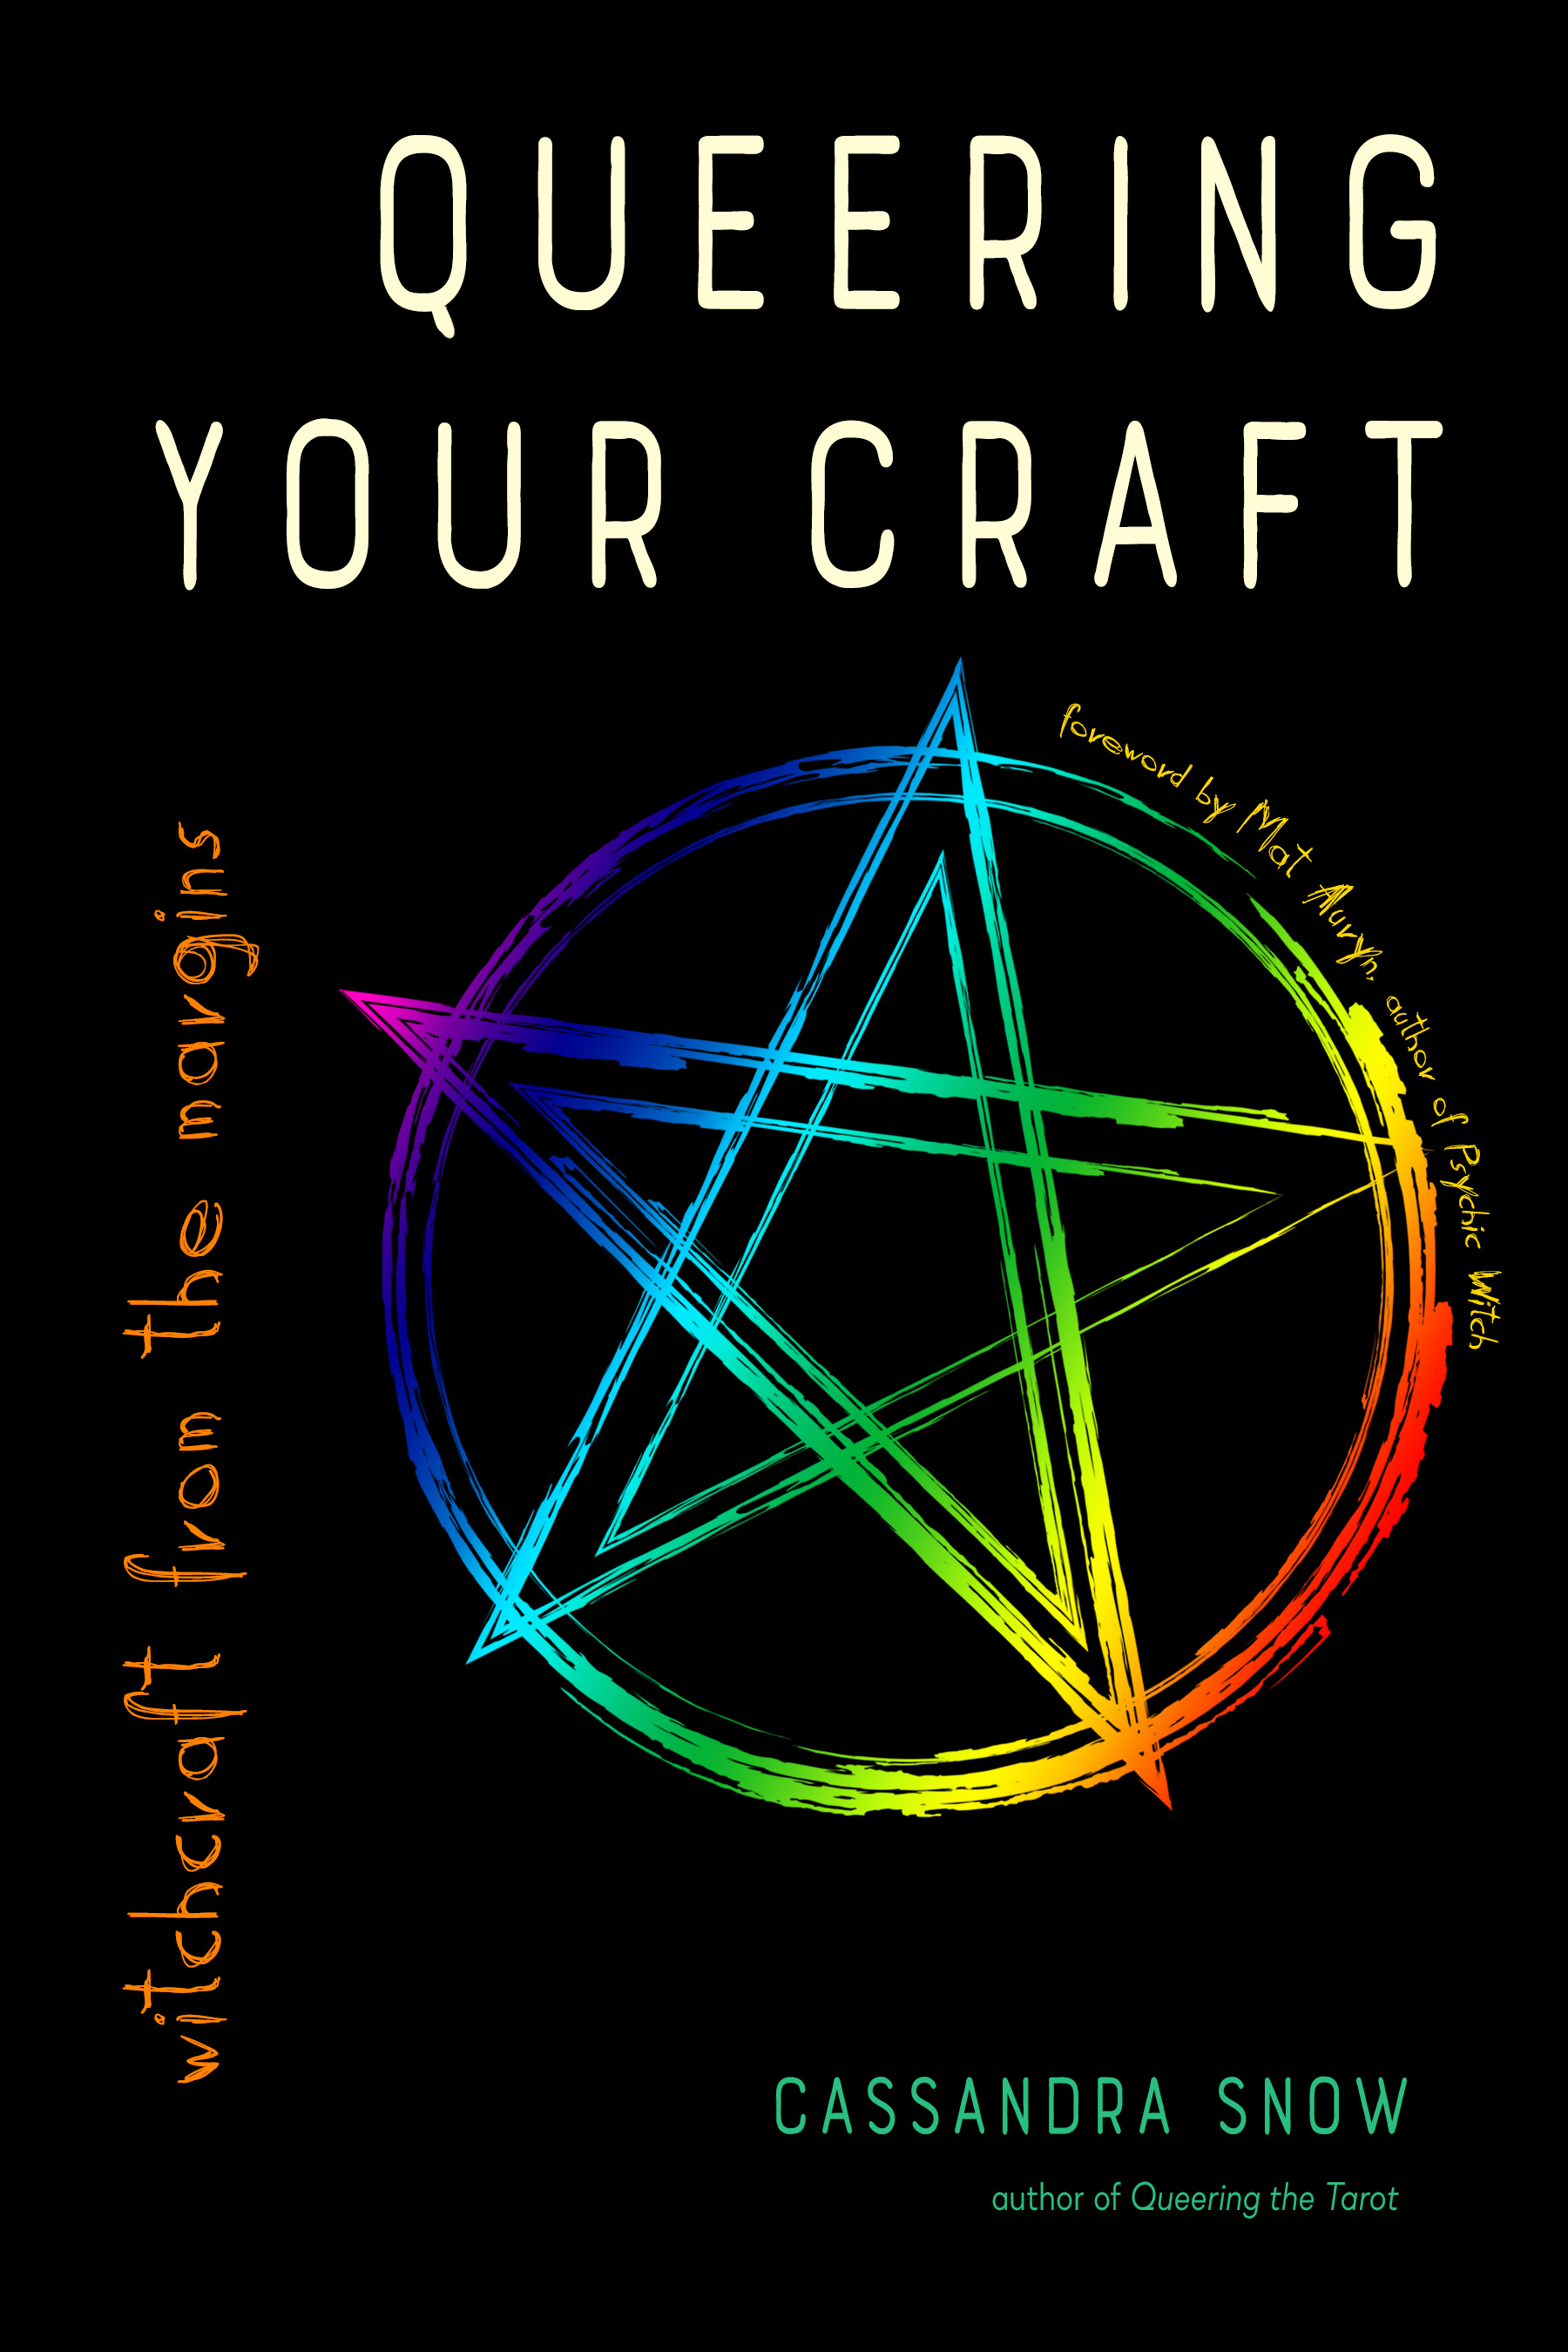 QUEERING
YOUR CRAFT
foreword by Mat Auryn, author of Psychic Witch
witchcraft from the margins
CASSANDRA SNOW
author of Queering the Tarot